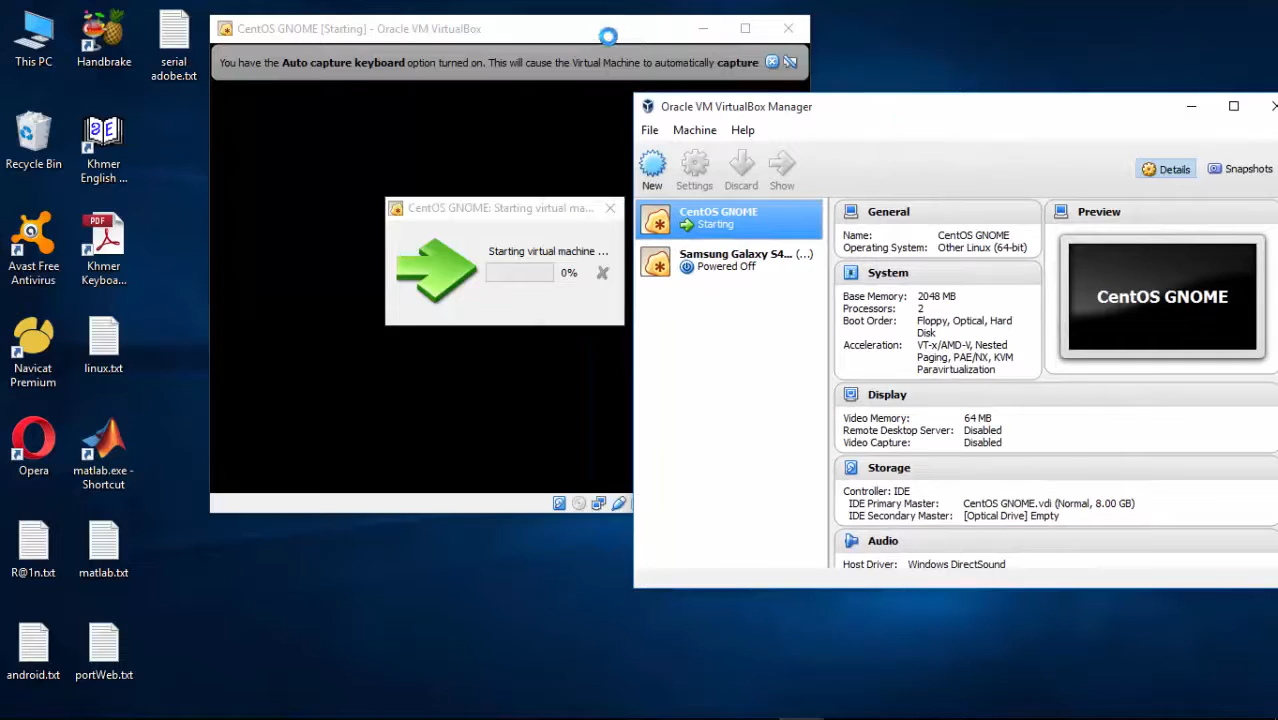 This PC
Handbrake
serial
adobe.txt
Recycle Bin
Khmer
English ...
Avast Free
Antivirus
PDF
Khmer
Keyboa...
Navicat
Premium
linux.txt
Opera
matlab.exe -
Shortcut
R@1n.txt
matlab.txt
android.txt
portWeb.txt
CentOS GNOME [Starting] - Oracle VM VirtualBox
You have the Auto capture keyboard option turned on. This will cause the Virtual Machine to automatically capture
CentOS GNOME: Starting virtual ma...
Starting virtual machine ...
0%
Oracle VM VirtualBox Manager
File Machine Help
New Settings Discard Show
Details Snapshots
CentOS GNOME
Starting
Samsung Galaxy S4... (...)
Powered Off
General
Name: CentOS GNOME
Operating System: Other Linux (64-bit)
System
Base Memory: 2048 MB
Processors: 2
Boot Order: Floppy, Optical, Hard
Disk
Acceleration: VT-x/AMD-V, Nested
Paging, PAE/NX, KVM
Paravirtualization
Preview
CentOS GNOME
Display
Video Memory: 64 MB
Remote Desktop Server: Disabled
Video Capture: Disabled
Storage
Controller: IDE
IDE Primary Master: CentOS GNOME.vdi (Normal, 8.00 GB)
IDE Secondary Master: [Optical Drive] Empty
Audio
Host Driver: Windows DirectSound